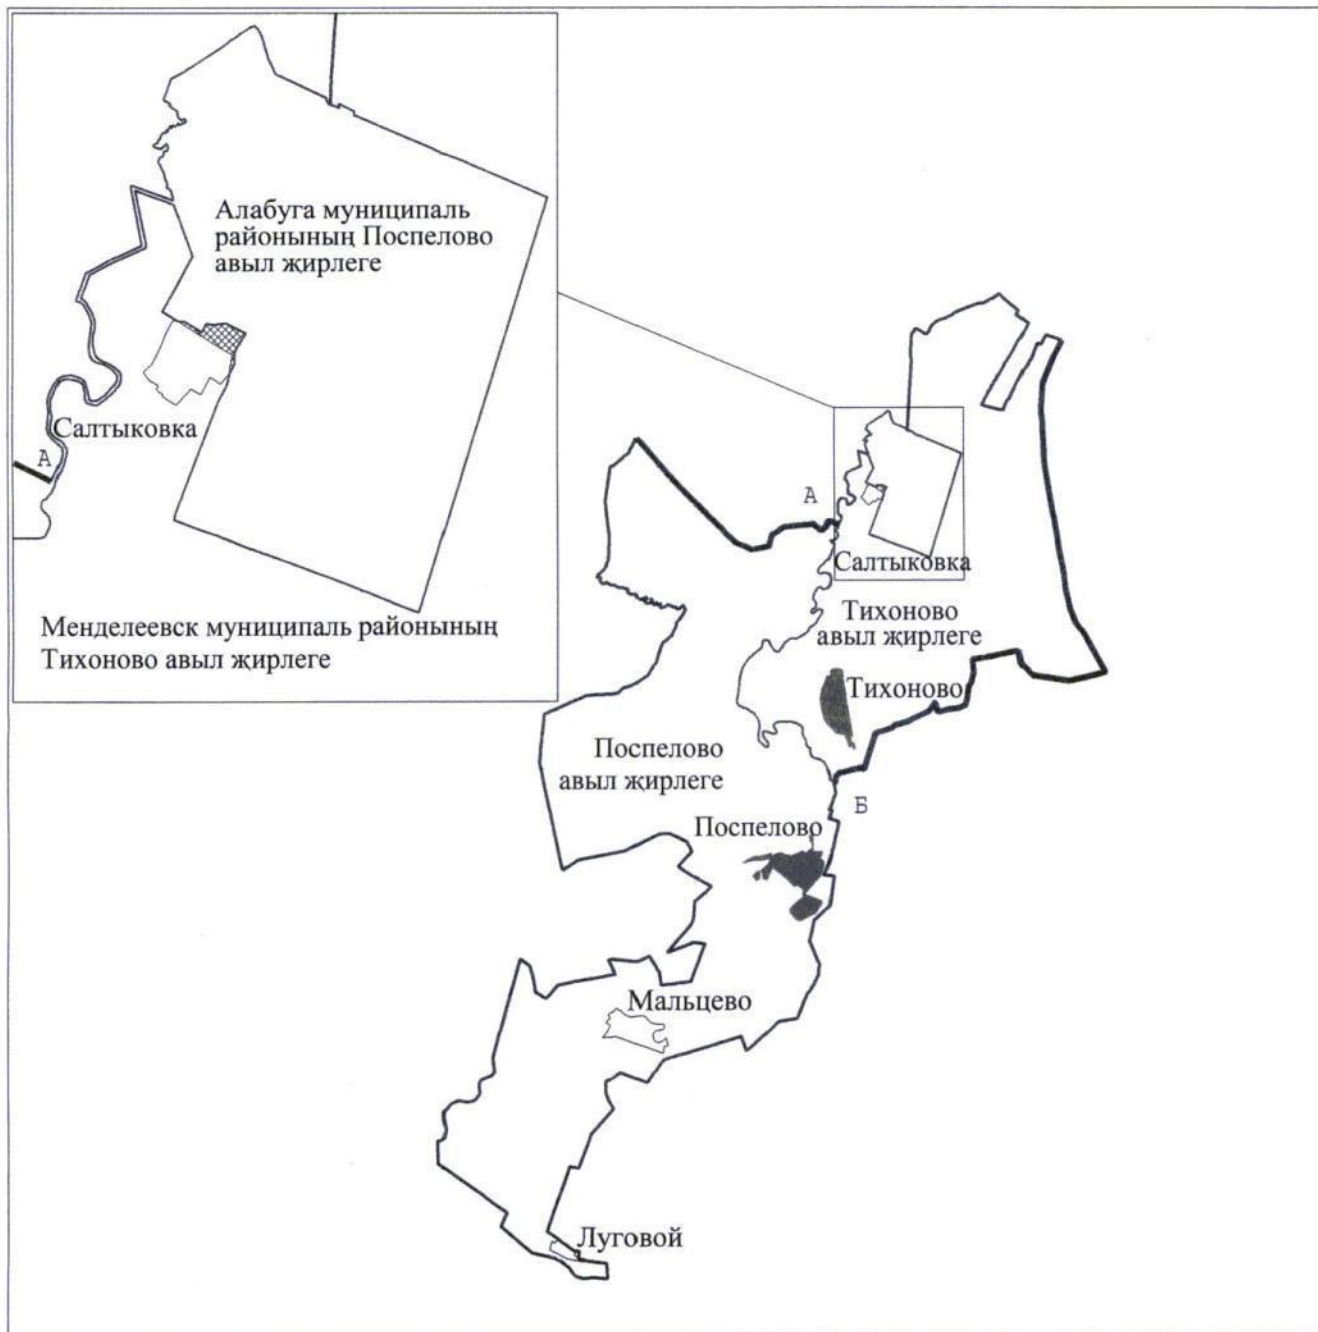 Алабуга муниципаль
районының Поспелово
авыл җирлеге
Салтыковка
А
Менделеевск муниципаль районының
Тихоново авыл җирлеге
А
Салтыковка
Тихоново
авыл җирлеге
Тихоново
Поспелово
авыл җирлеге
Б
Поспелово
Мальцево
Луговой